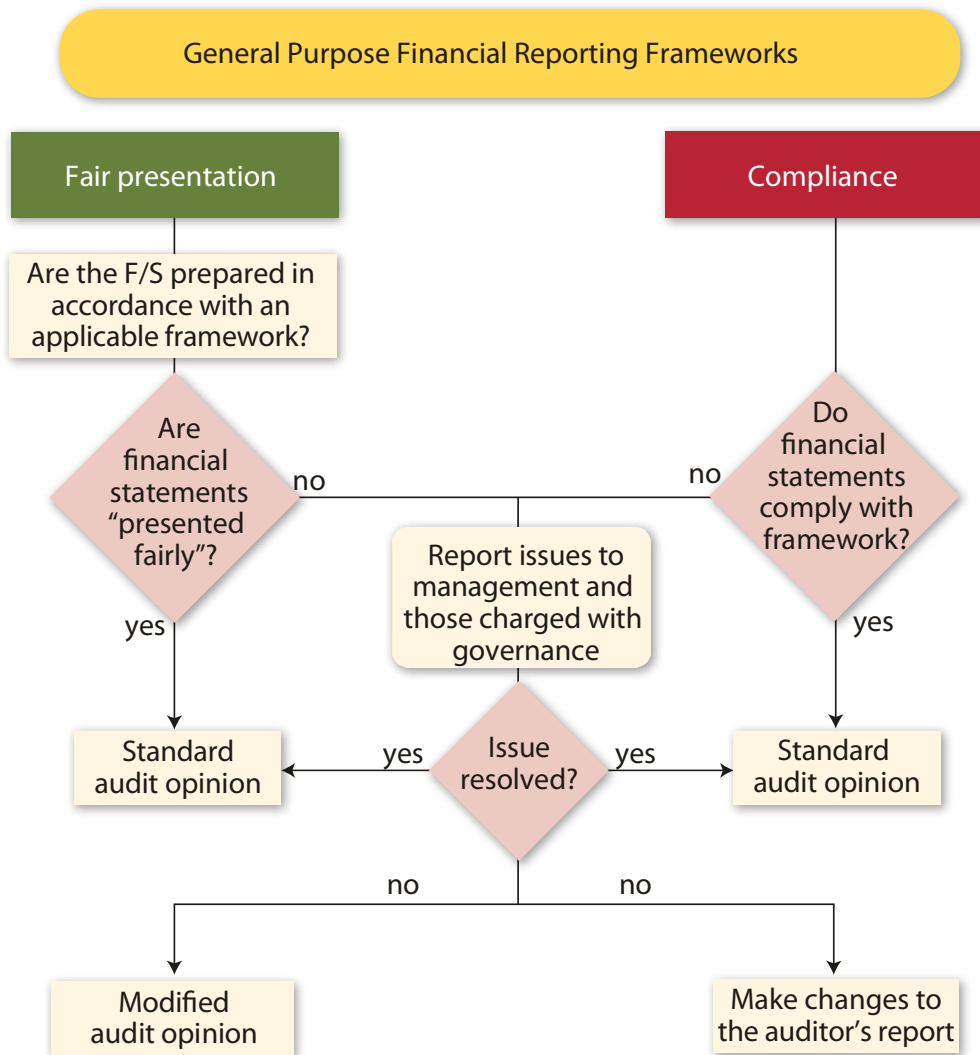 General Purpose Financial Reporting Frameworks
Fair presentation
Compliance
Are the F/S prepared in
accordance with an
applicable framework?
Are
financial
statements
“presented
fairly”?
no
no
Do
financial
statements
comply with
framework?
Report issues to
management and
those charged with
governance
yes
yes
Standard
audit opinion
yes
Issue
resolved?
yes
Standard
audit opinion
no
no
Modified
audit opinion
Make changes to
the auditor’s report